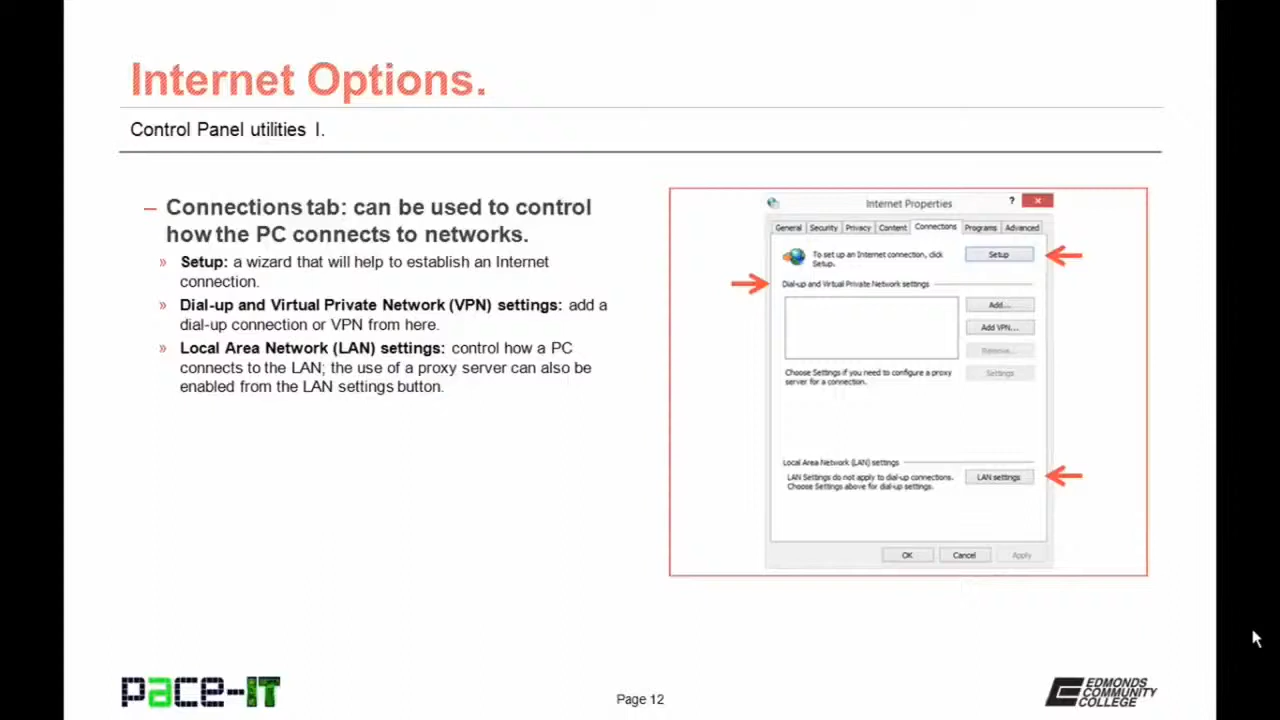 Internet Options.
Control Panel utilities I.
– Connections tab: can be used to control
how the PC connects to networks.
» Setup: a wizard that will help to establish an Internet
connection.
» Dial-up and Virtual Private Network (VPN) settings: add a
dial-up connection or VPN from here.
» Local Area Network (LAN) settings: control how a PC
connects to the LAN; the use of a proxy server can also be
enabled from the LAN settings button.
Internet Properties
? x
General Security Privacy Content Connections Programs Advanced
To set up an Internet connection, click
Setup.
Setup
Dial-up and Virtual Private Network settings
Add...
Add VPN...
Remove...
Choose Settings if you need to configure a proxy
server for a connection.
Settings
Local Area Network (LAN) settings
LAN Settings do not apply to dial-up connections.
Choose Settings above for dial-up settings.
LAN settings
OK Cancel Apply
pace-IT
Page 12
EDMONDS
COMMUNITY
COLLEGE